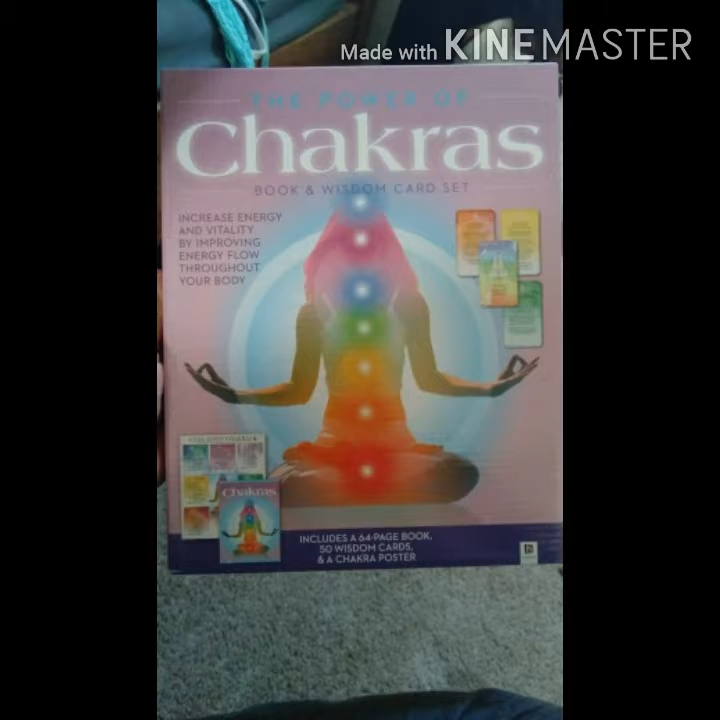 Made with KINEMASTER
THE POWER OF
Chakras
BOOK & WISDOM CARD SET
INCREASE ENERGY
AND VITALITY
BY IMPROVING
ENERGY FLOW
THROUGHOUT
YOUR BODY
Chakras
INCLUDES A 64-PAGE BOOK,
50 WISDOM CARDS,
& A CHAKRA POSTER